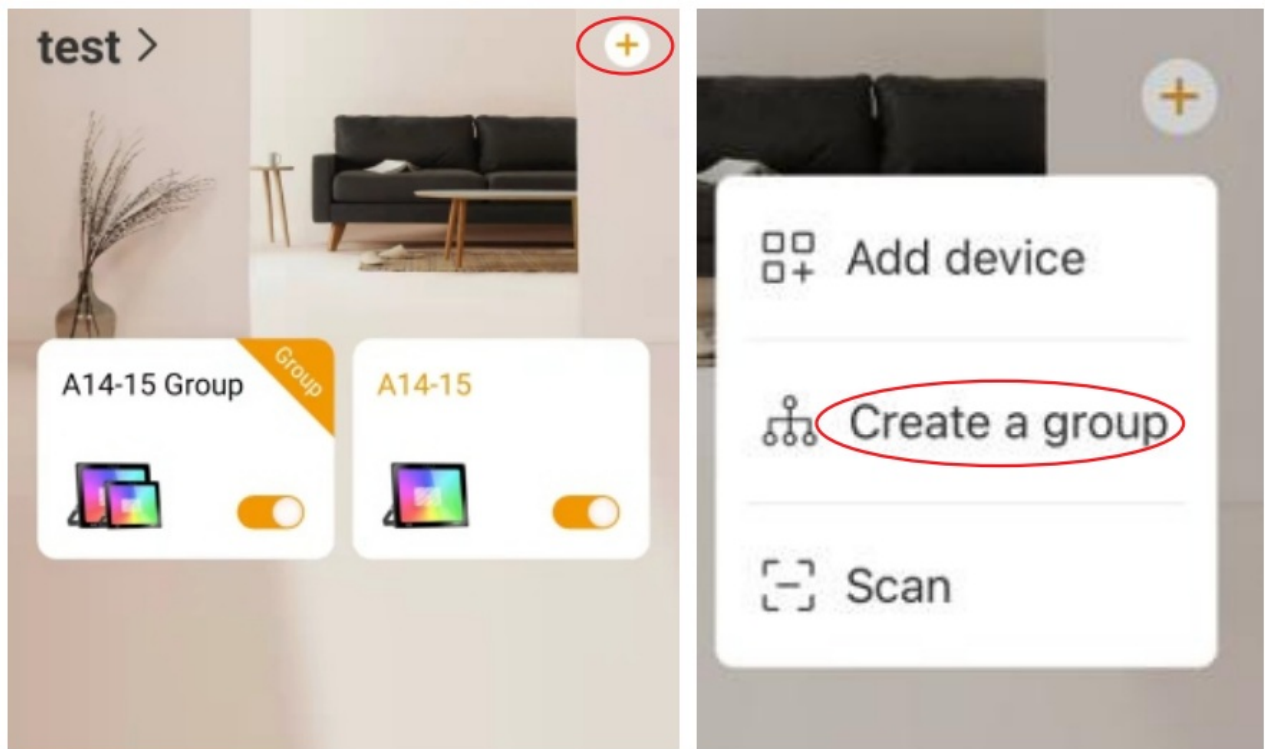 test >
+
A14-15 Group
Group
A14-15
+
Add device
Create a group
Scan